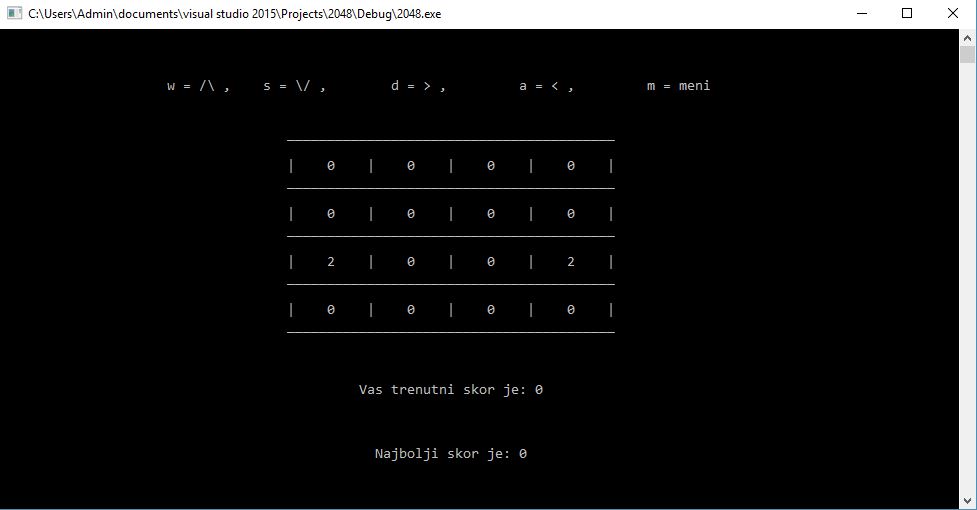 C:\Users\Admin\documents\visual studio 2015\Projects\2048\Debug\2048.exe
w = /\ ,    s = \/ ,        d = > ,         a = < ,         m = meni
|    0    |    0    |    0    |    0    |
|    0    |    0    |    0    |    0    |
|    2    |    0    |    0    |    2    |
|    0    |    0    |    0    |    0    |
Vas trenutni skor je: 0
Najbolji skor je: 0